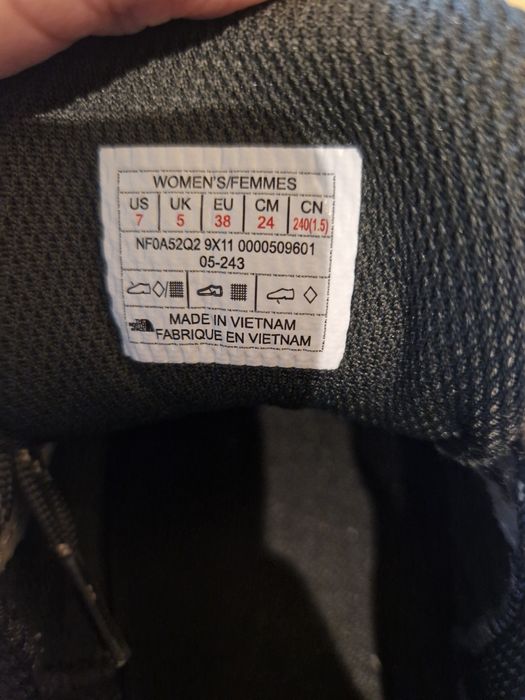 WOMEN'S/FEMMES
US UK EU CM CN
7 5 38 24 240(1.5)
NF0A52Q2 9X11 0000509601
05-243
MADE IN VIETNAM
FABRIQUE EN VIETNAM